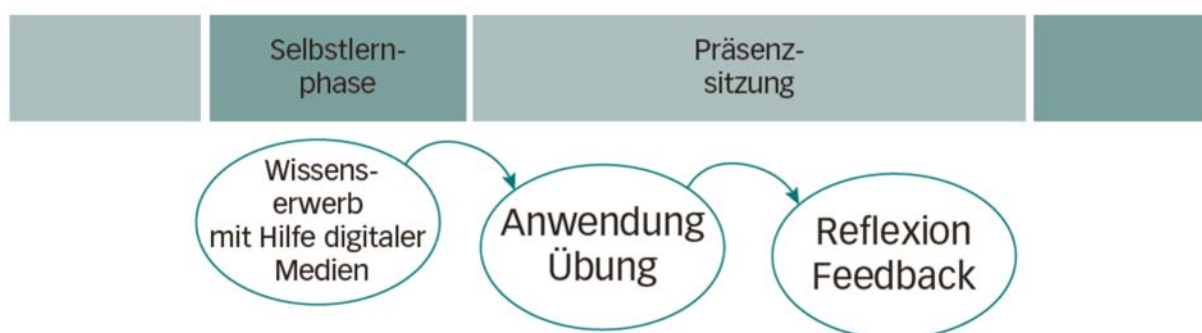 Selbstlern-
phase
Präsenz-
sitzung
Wissens-
erwerb
mit Hilfe digitaler
Medien
Anwendung
Übung
Reflexion
Feedback